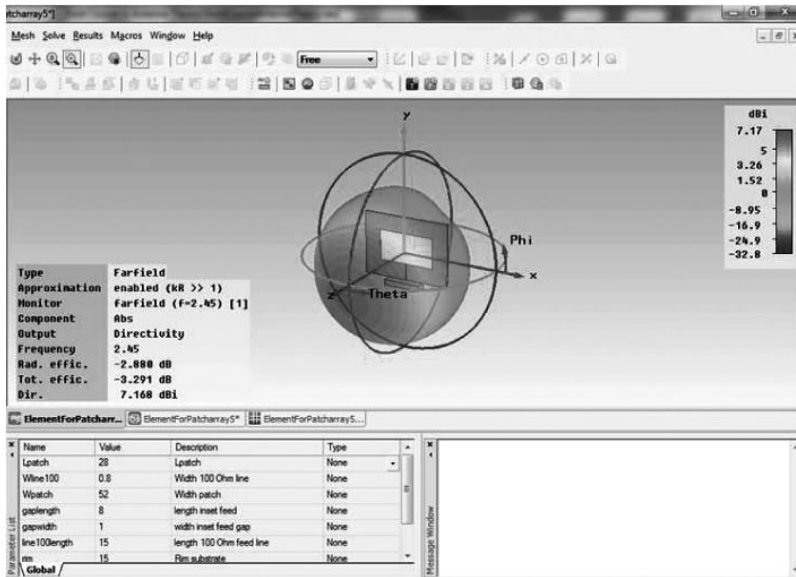 atcharray5*]
Mesh Solve Results Macros Window Help
Free
y
x
z
Phi
Theta
dBi
7.17
5
3.26
1.52
0
-8.95
-16.9
-24.9
-32.8
Type Farfield
Approximation enabled (kR >> 1)
Monitor farfield (f=2.45) [1]
Component Abs
Output Directivity
Frequency 2.45
Rad. effic. -2.880 dB
Tot. effic. -3.291 dB
Dir. 7.168 dBi
ElementForPatcharr... ElementForPatcharray5* ElementForPatcharray5...
Name Value Description Type
Lpatch 28 Lpatch None
Wline100 0.8 Width 100 Ohm line None
Wpatch 52 Width patch None
gaplength 8 length inset feed None
gapwidth 1 width inset feed gap None
line100length 15 length 100 Ohm feed line None
rim 15 Rim substrate None
Global
Parameter List
Message Window